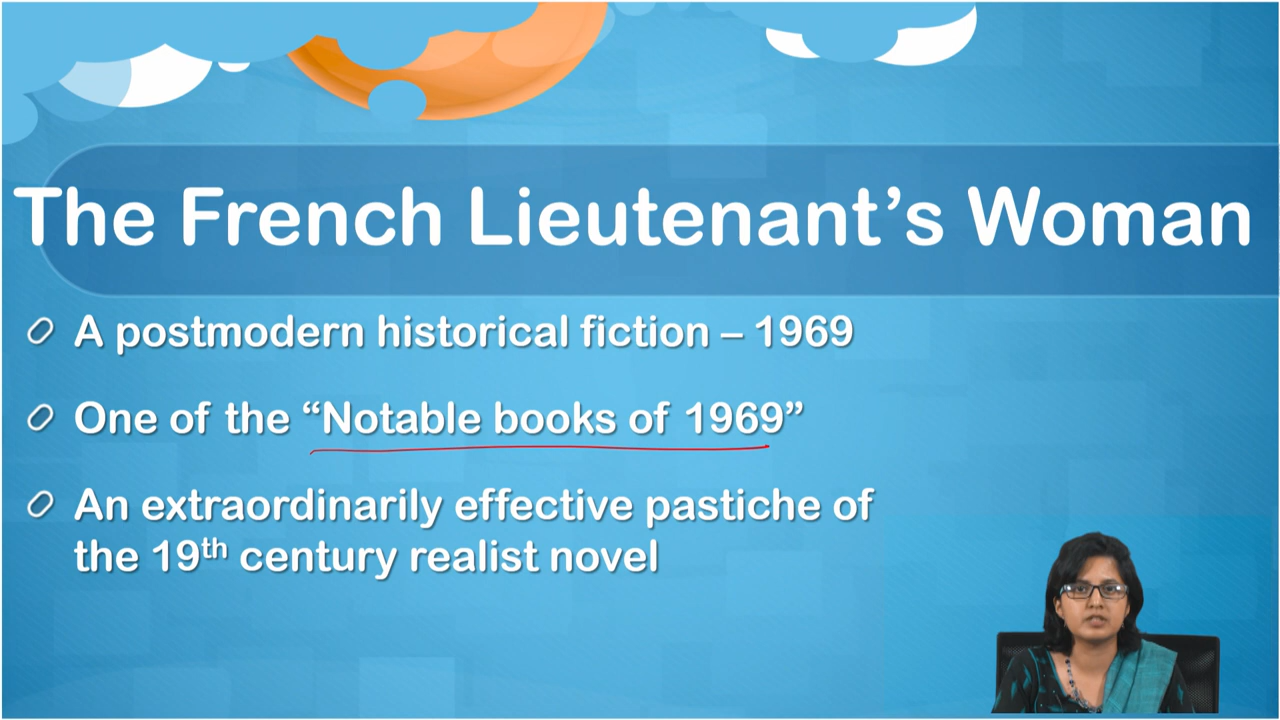 The French Lieutenant’s Woman
A postmodern historical fiction – 1969
One of the “Notable books of 1969”
An extraordinarily effective pastiche of
the 19th century realist novel